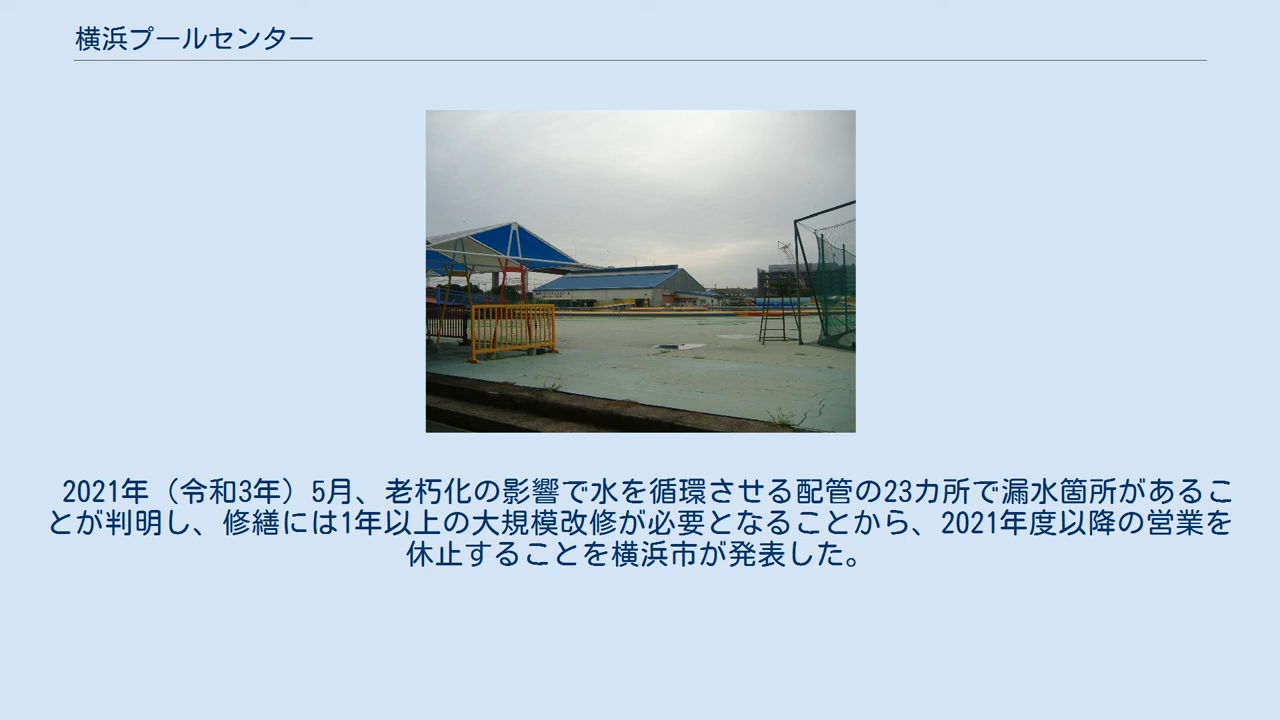 横浜プールセンター
2021年（令和3年）5月、老朽化の影響で水を循環させる配管の23カ所で漏水箇所があるこ
とが判明し、修繕には1年以上の大規模改修が必要となることから、2021年度以降の営業を
休止することを横浜市が発表した。